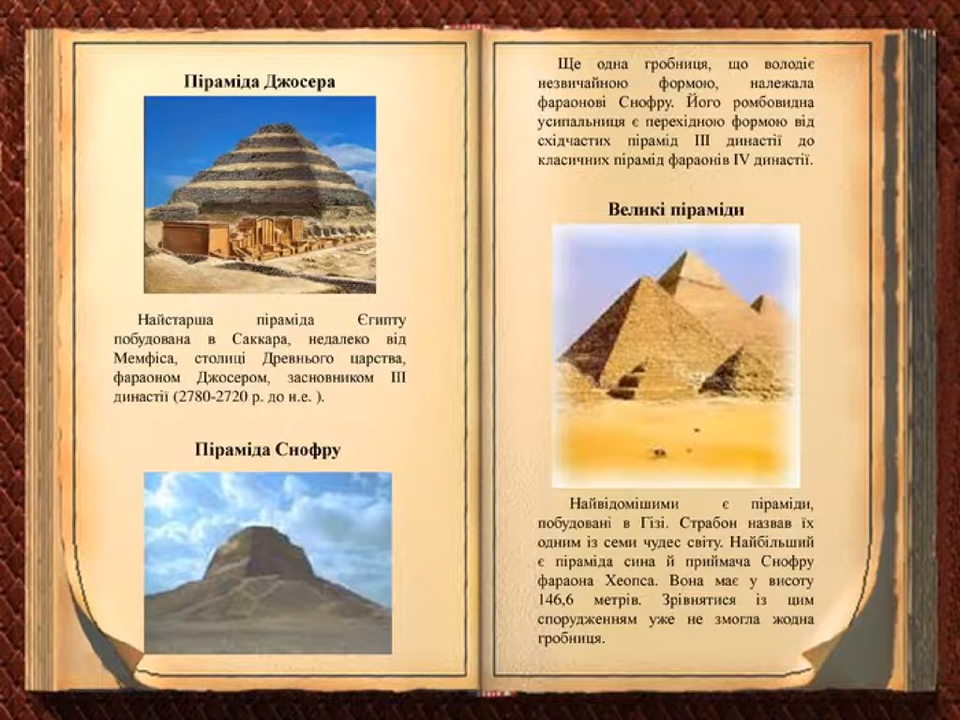 Піраміда Джосера
Найстарша піраміда Єгипту
побудована в Саккара, недалеко від
Мемфіса, столиці Древнього царства,
фараоном Джосером, засновником III
династії (2780-2720 р. до н.е. ).
Піраміда Снофру
Ще одна гробниця, що володіє
незвичайною формою, належала
фараонові Снофру. Його ромбовидна
усипальниця є перехідною формою від
східчастих пірамід III династії до
класичних пірамід фараонів IV династії.
Великі піраміди
Найвідомішими є піраміди,
побудовані в Гізі. Страбон назвав їх
одним із семи чудес світу. Найбільший
є піраміда сина й приймача Снофру
фараона Хеопса. Вона має у висоту
146,6 метрів. Зрівнятися із цим
спорудженням уже не змогла жодна
гробниця.